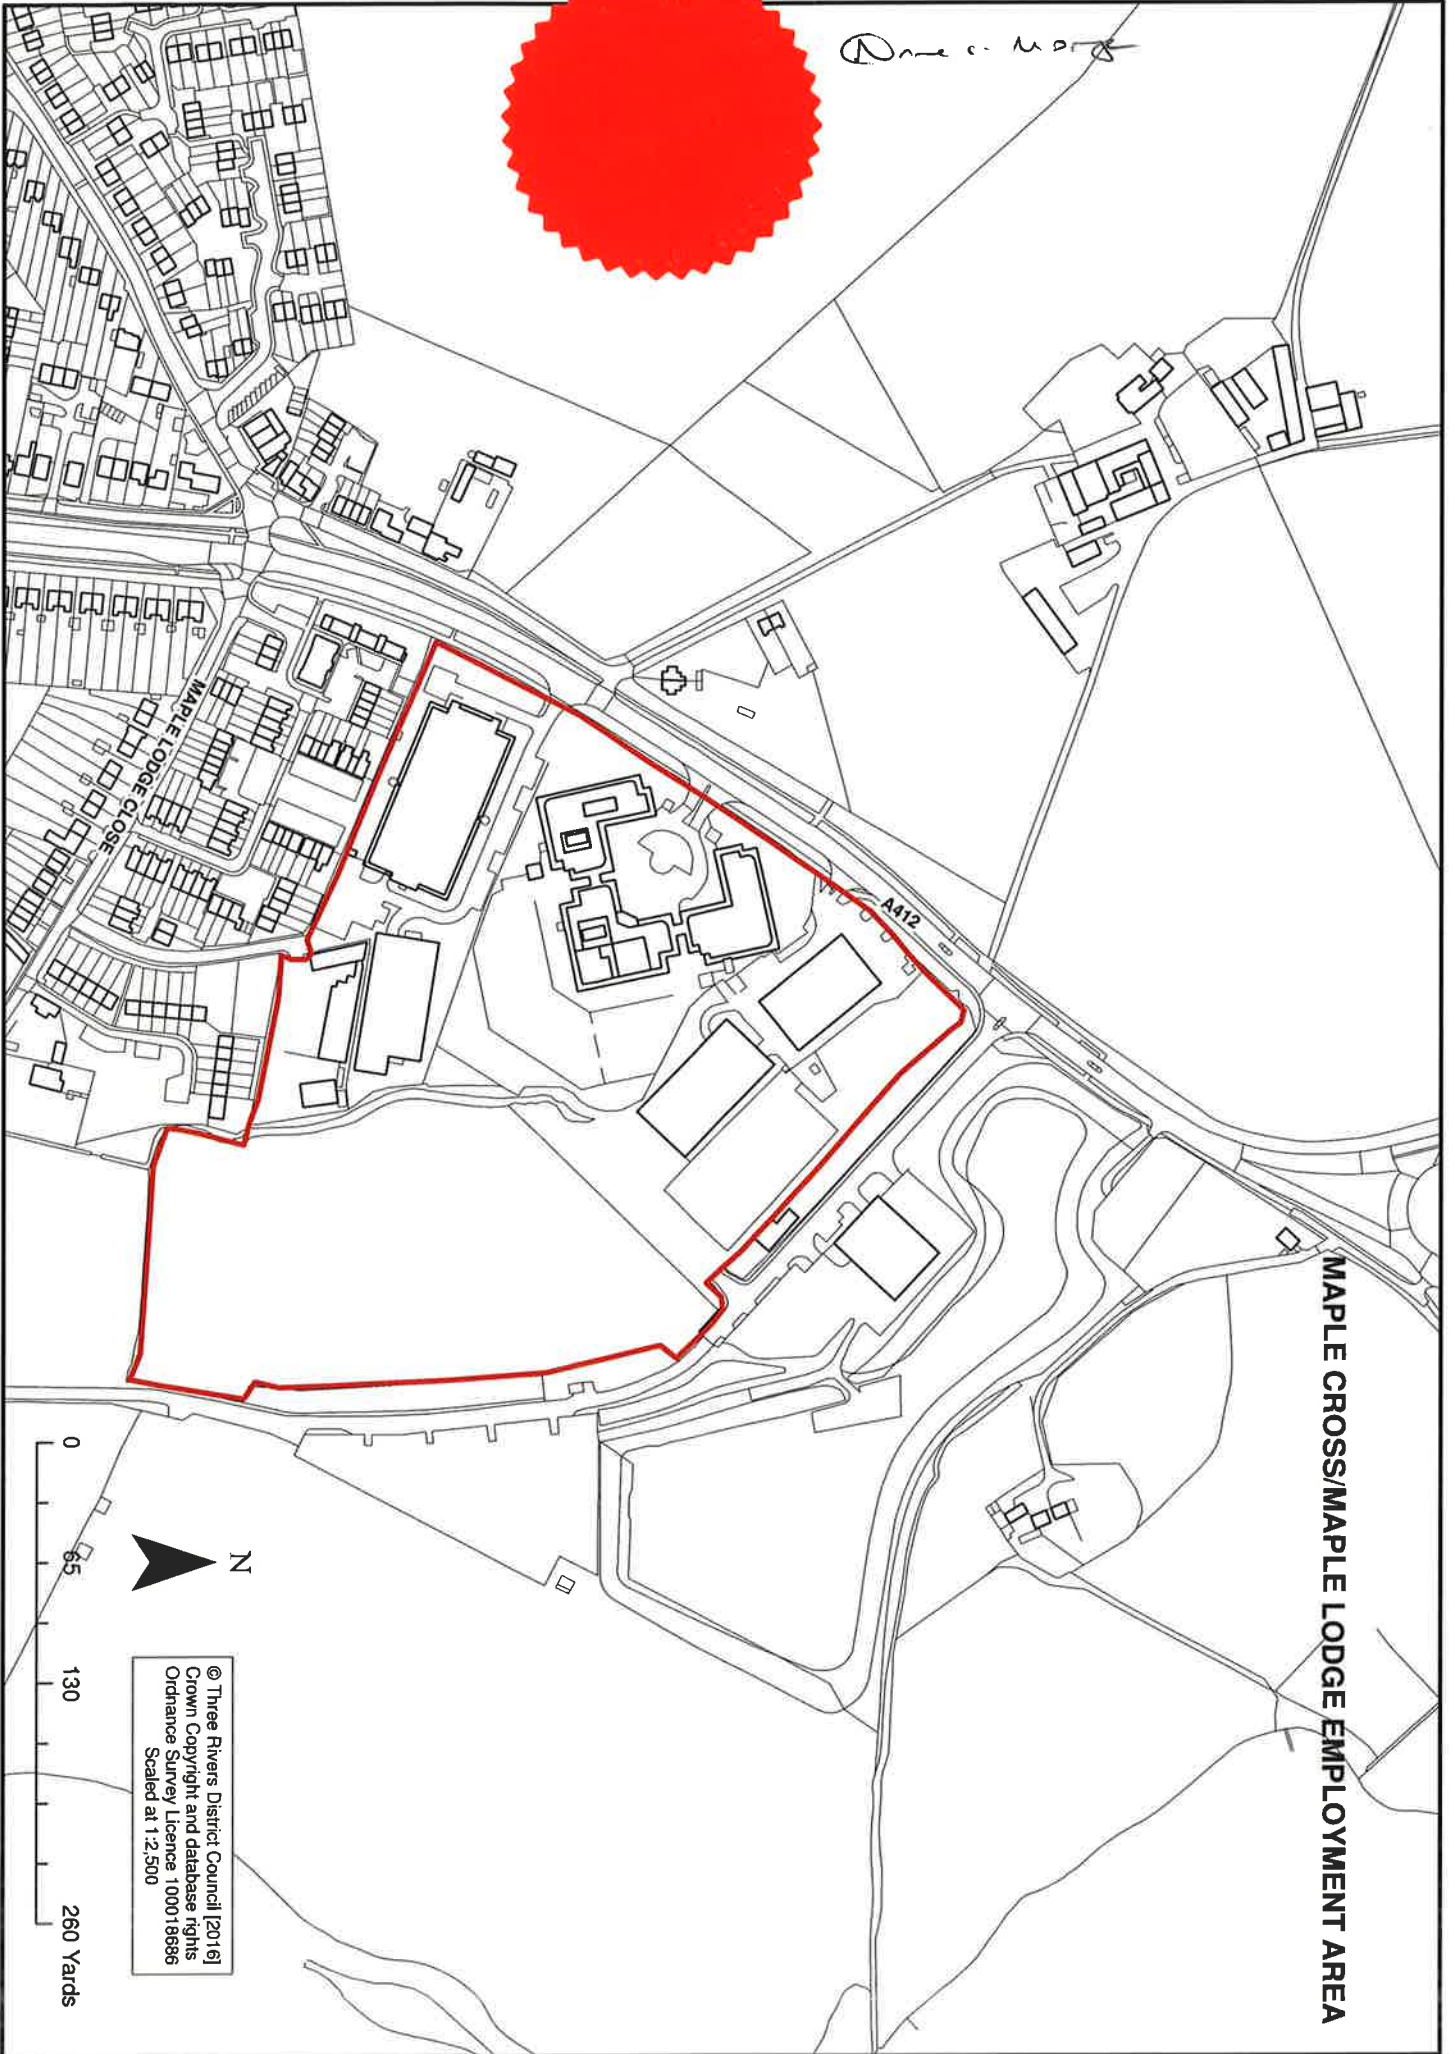 MAPLE CROSS/MAPLE LODGE EMPLOYMENT AREA
A412
MAPLE LODGE CLOSE
N
0 65 130 260 Yards
© Three Rivers District Council [2016]
Crown Copyright and database rights
Ordnance Survey Licence 100018686
Scaled at 1:2,500